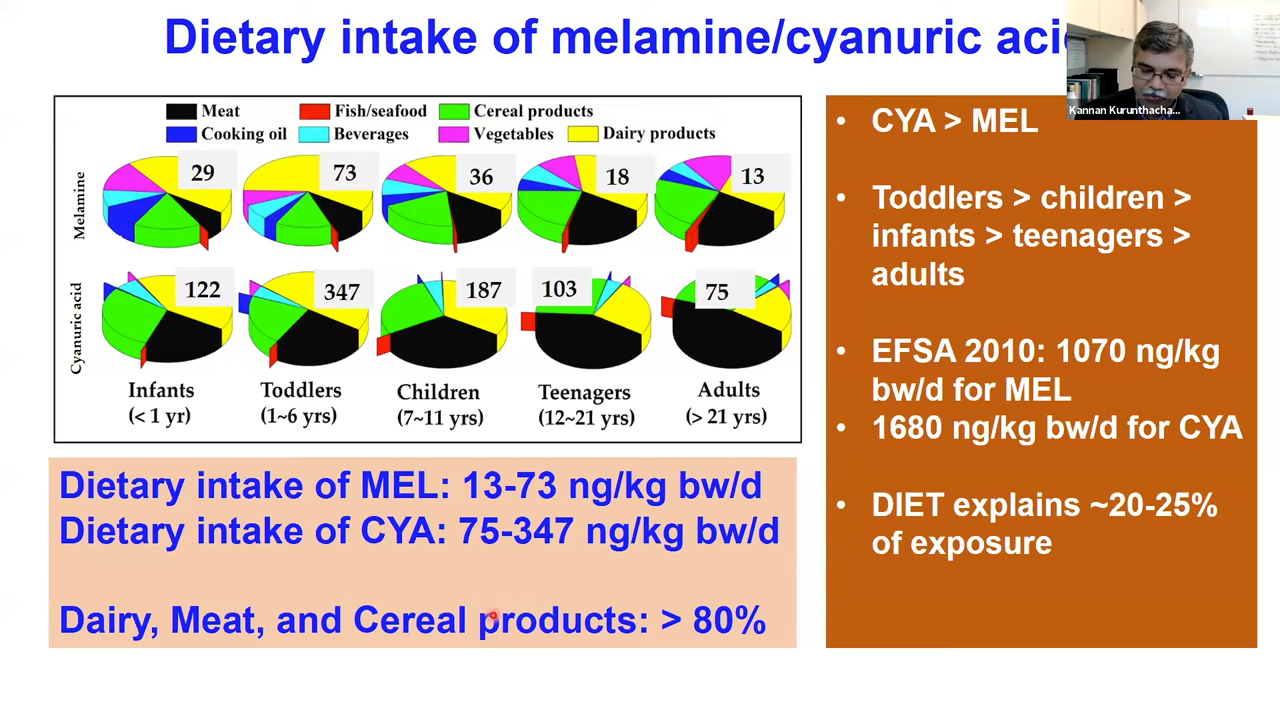 Dietary intake of melamine/cyanuric
Kannan Kurunthacha...
Meat
Fish/seafood
Cereal products
Cooking oil
Beverages
Vegetables
Dairy products
Melamine
29
73
36
18
13
Cyanuric acid
122
347
187
103
75
Infants
(< 1 yr)
Toddlers
(1~6 yrs)
Children
(7~11 yrs)
Teenagers
(12~21 yrs)
Adults
(> 21 yrs)
Dietary intake of MEL: 13-73 ng/kg bw/d
Dietary intake of CYA: 75-347 ng/kg bw/d
Dairy, Meat, and Cereal products: > 80%
• CYA > MEL
• Toddlers > children >
infants > teenagers >
adults
• EFSA 2010: 1070 ng/kg
bw/d for MEL
• 1680 ng/kg bw/d for CYA
• DIET explains ~20-25%
of exposure